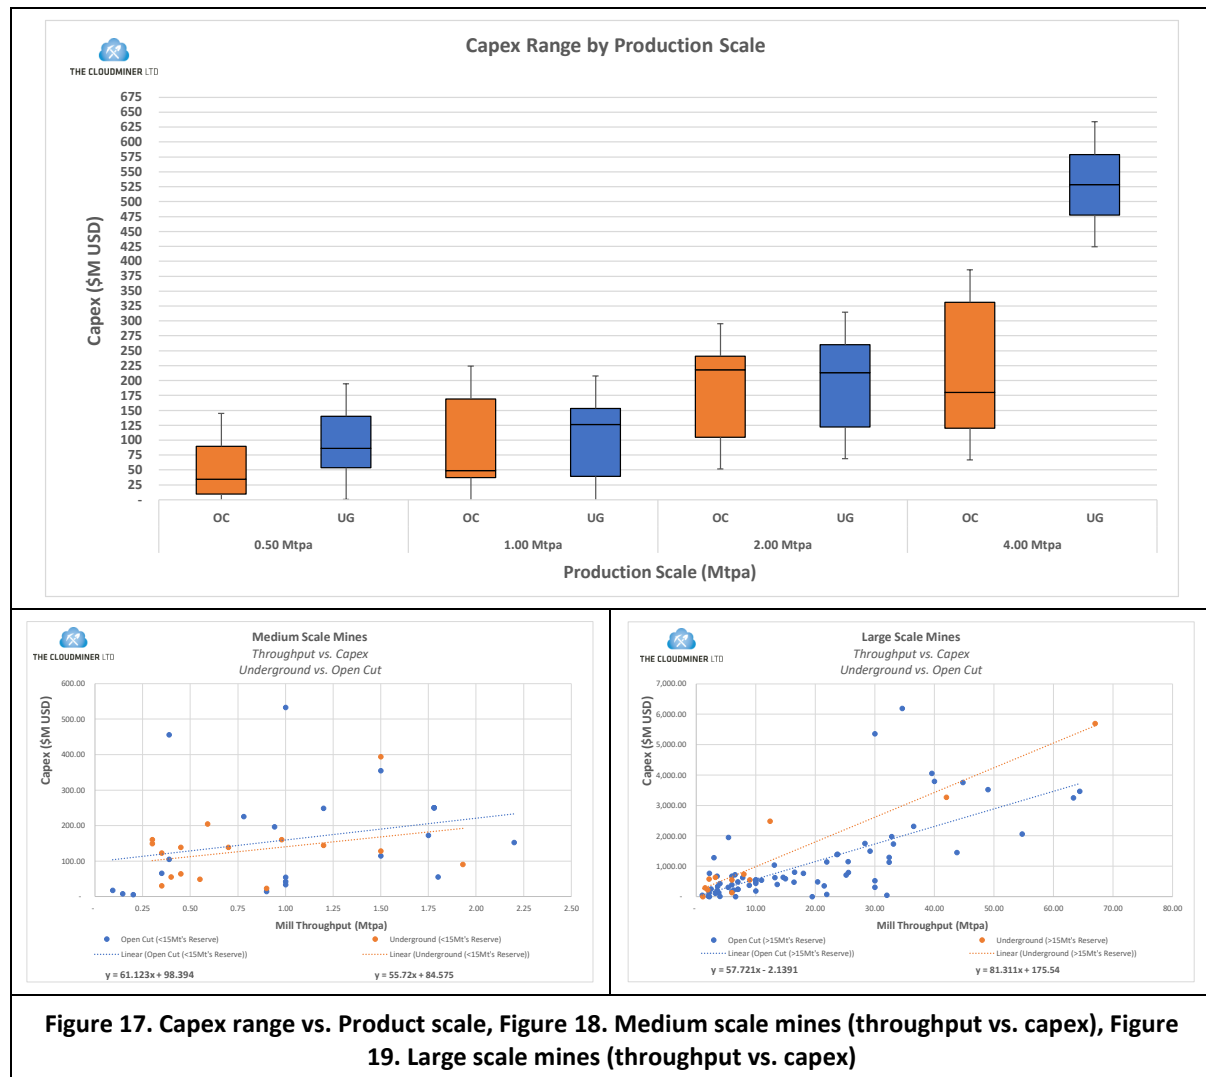 Capex Range by Production Scale
THE CLOUDMINER LTD
Capex ($M USD)
675
650
625
600
575
550
525
500
475
450
425
400
375
350
325
300
275
250
225
200
175
150
125
100
75
50
25
-
OC UG OC UG OC UG OC UG
0.50 Mtpa 1.00 Mtpa 2.00 Mtpa 4.00 Mtpa
Production Scale (Mtpa)
THE CLOUDMINER LTD
Medium Scale Mines
Throughput vs. Capex
Underground vs. Open Cut
Capex ($M USD)
600.00
500.00
400.00
300.00
200.00
100.00
-
- 0.25 0.50 0.75 1.00 1.25 1.50 1.75 2.00 2.25 2.50
Mill Throughput (Mtpa)
Open Cut (<15Mt's Reserve) Underground (<15Mt's Reserve)
Linear (Open Cut (<15Mt's Reserve)) Linear (Underground (<15Mt's Reserve))
y = 61.123x + 98.394 y = 55.72x + 84.575
THE CLOUDMINER LTD
Large Scale Mines
Throughput vs. Capex
Underground vs. Open Cut
Capex ($M USD)
7,000.00
6,000.00
5,000.00
4,000.00
3,000.00
2,000.00
1,000.00
-
- 10.00 20.00 30.00 40.00 50.00 60.00 70.00 80.00
Mill Throughput (Mtpa)
Open Cut (>15Mt's Reserve) Underground (>15Mt's Reserve)
Linear (Open Cut (>15Mt's Reserve)) Linear (Underground (>15Mt's Reserve))
y = 57.721x - 2.1391 y = 81.311x + 175.54
Figure 17. Capex range vs. Product scale, Figure 18. Medium scale mines (throughput vs. capex), Figure
19. Large scale mines (throughput vs. capex)